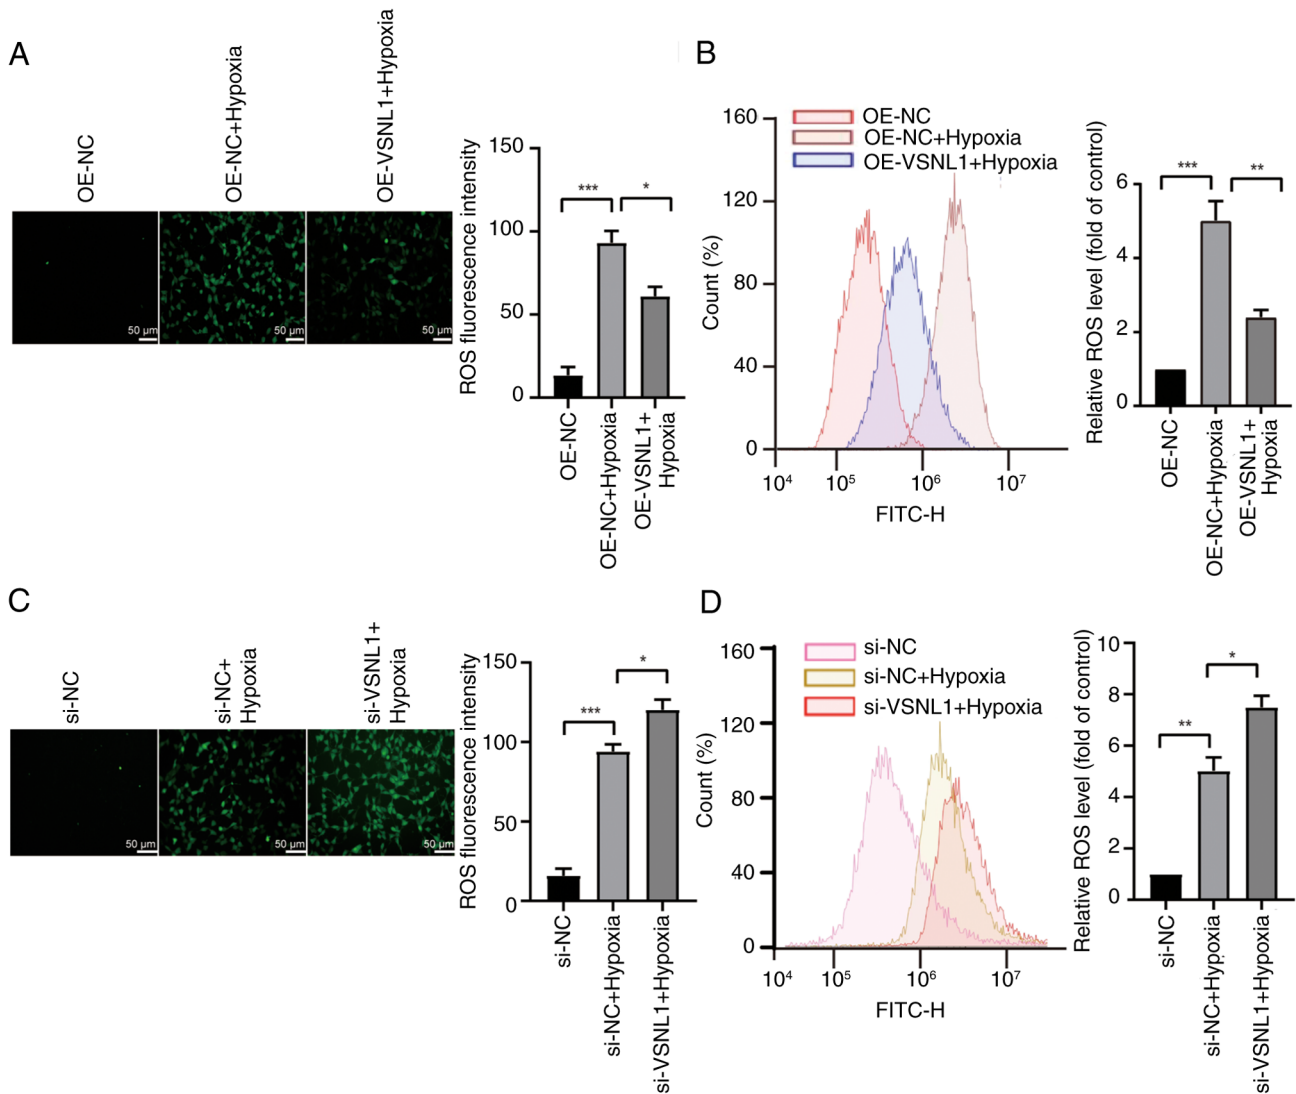 A
OE-NC
OE-NC+Hypoxia
OE-VSNL1+Hypoxia
50 µm
50 µm
50 µm
ROS fluorescence intensity
150
100
50
0
***
*
OE-NC
OE-NC+Hypoxia
OE-VSNL1+
Hypoxia
B
OE-NC
OE-NC+Hypoxia
OE-VSNL1+Hypoxia
Count (%)
160
120
80
40
0
10⁴
10⁵
10⁶
10⁷
FITC-H
Relative ROS level (fold of control)
6
4
2
0
***
**
OE-NC
OE-NC+Hypoxia
OE-VSNL1+
Hypoxia
C
si-NC
si-NC+
Hypoxia
si-VSNL1+
Hypoxia
50 µm
50 µm
50 µm
ROS fluorescence intensity
150
100
50
0
***
*
si-NC
si-NC+Hypoxia
si-VSNL1+Hypoxia
D
si-NC
si-NC+Hypoxia
si-VSNL1+Hypoxia
Count (%)
160
120
80
40
0
10⁴
10⁵
10⁶
10⁷
FITC-H
Relative ROS level (fold of control)
10
8
6
4
2
0
**
*
si-NC
si-NC+Hypoxia
si-VSNL1+Hypoxia